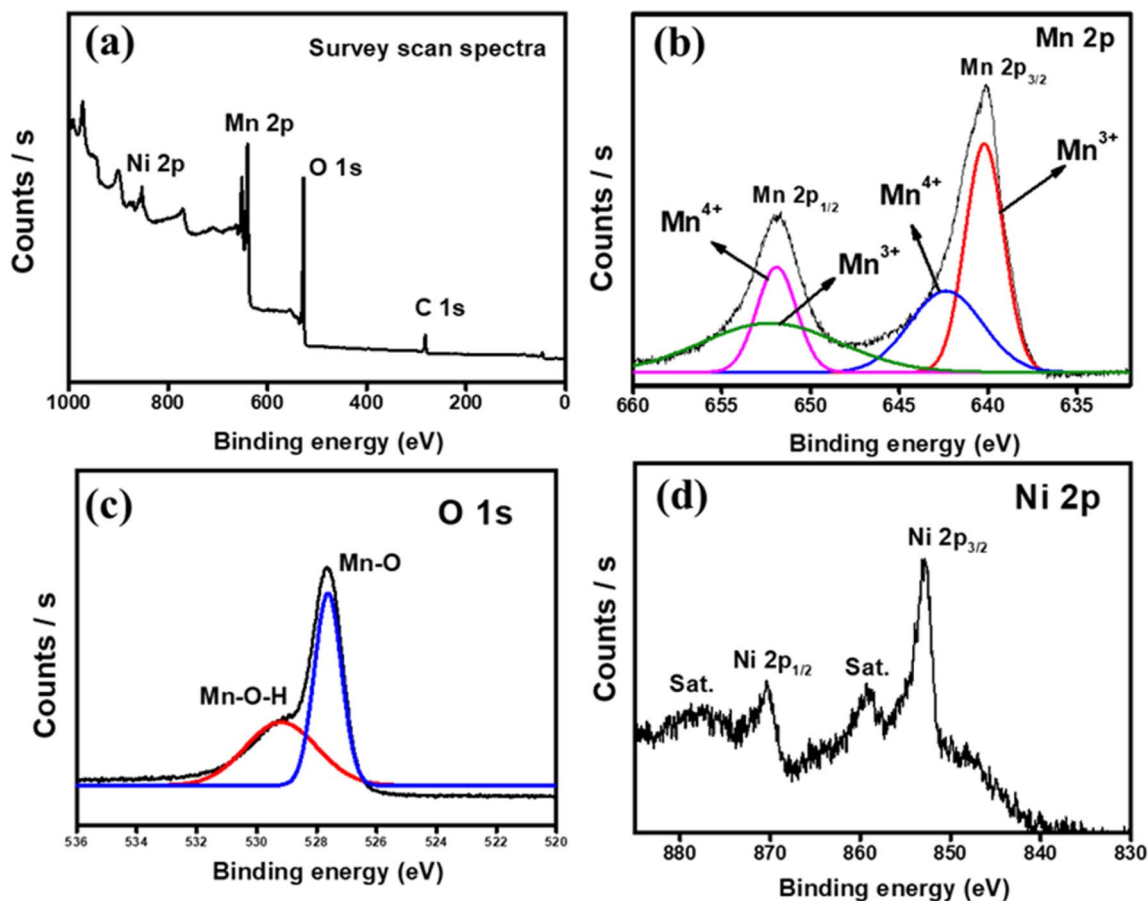 (a)
Survey scan spectra
Ni 2p
Mn 2p
O 1s
C 1s
Counts / s
1000 800 600 400 200 0
Binding energy (eV)
(b)
Mn 2p
Mn 2p3/2
Mn3+
Mn4+
Mn 2p1/2
Mn4+
Mn3+
Counts / s
660 655 650 645 640 635
Binding energy (eV)
(c)
O 1s
Mn-O
Mn-O-H
Counts / s
536 534 532 530 528 526 524 522 520
Binding energy (eV)
(d)
Ni 2p
Ni 2p3/2
Sat.
Ni 2p1/2
Sat.
Counts / s
880 870 860 850 840 830
Binding energy (eV)